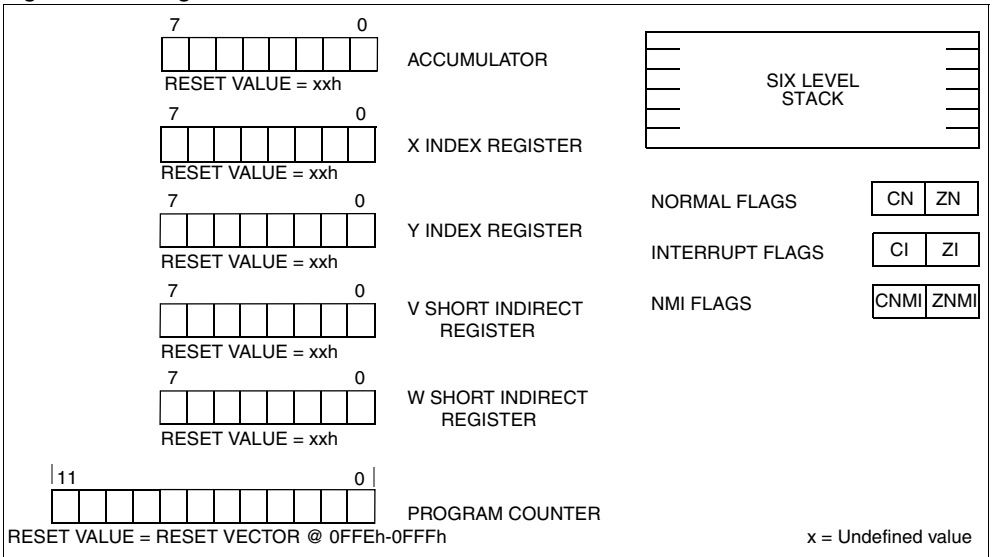 7 0
ACCUMULATOR
RESET VALUE = xxh
7 0
X INDEX REGISTER
RESET VALUE = xxh
7 0
Y INDEX REGISTER
RESET VALUE = xxh
7 0
V SHORT INDIRECT
REGISTER
RESET VALUE = xxh
7 0
W SHORT INDIRECT
REGISTER
RESET VALUE = xxh
11 0
PROGRAM COUNTER
RESET VALUE = RESET VECTOR @ 0FFEh-0FFFh
SIX LEVEL
STACK
NORMAL FLAGS CN ZN
INTERRUPT FLAGS CI ZI
NMI FLAGS CNMI ZNMI
x = Undefined value